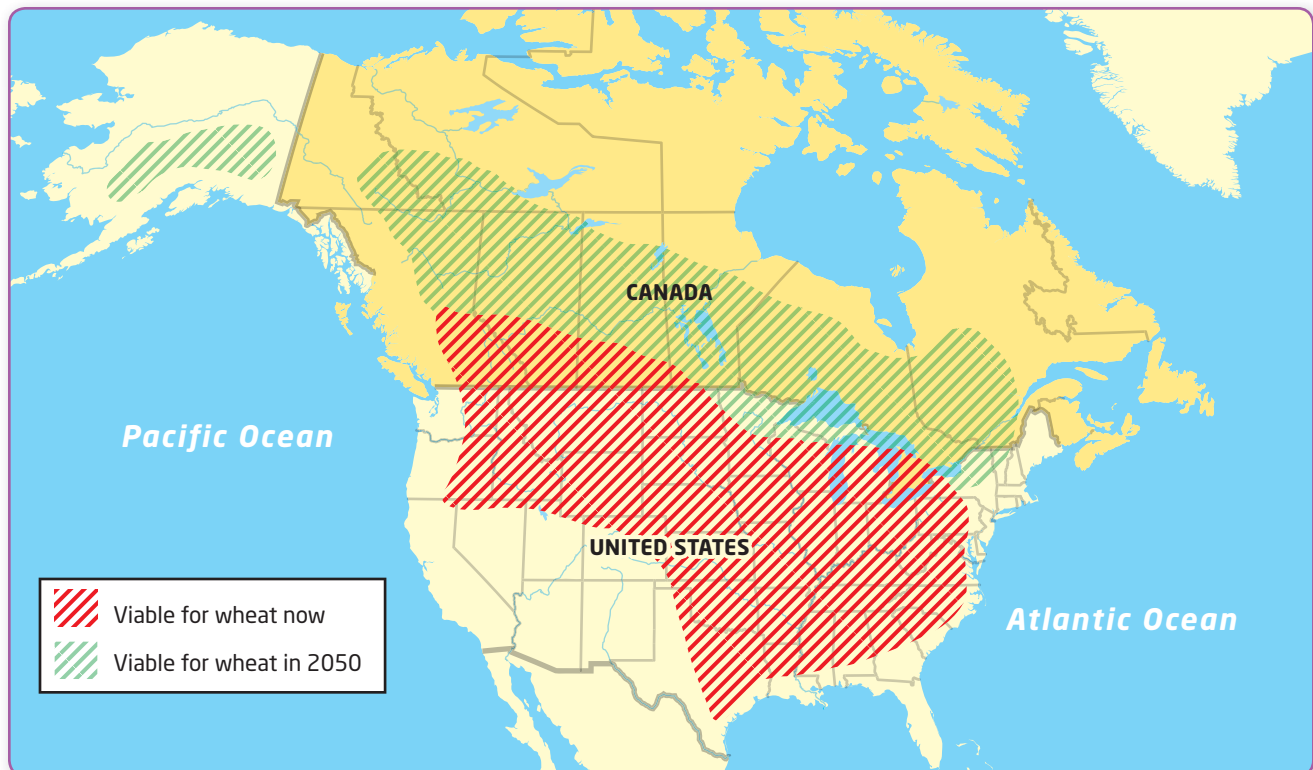 CANADA
Pacific Ocean
UNITED STATES
Viable for wheat now
Viable for wheat in 2050
Atlantic Ocean